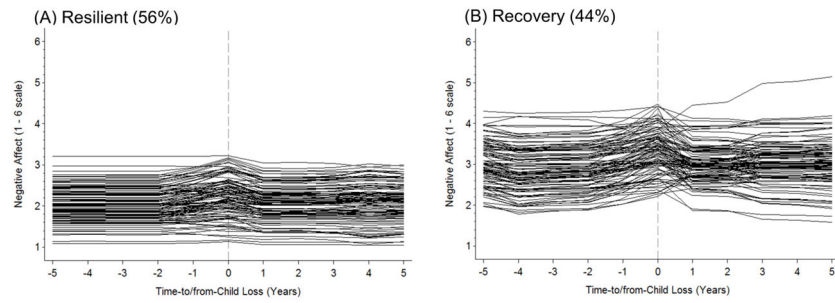 (A) Resilient (56%)
6
5
4
3
2
1
Negative Affect (1 - 6 scale)
-5 -4 -3 -2 -1 0 1 2 3 4 5
Time-to/from-Child Loss (Years)
(B) Recovery (44%)
6
5
4
3
2
1
Negative Affect (1 - 6 scale)
-5 -4 -3 -2 -1 0 1 2 3 4 5
Time-to/from-Child Loss (Years)